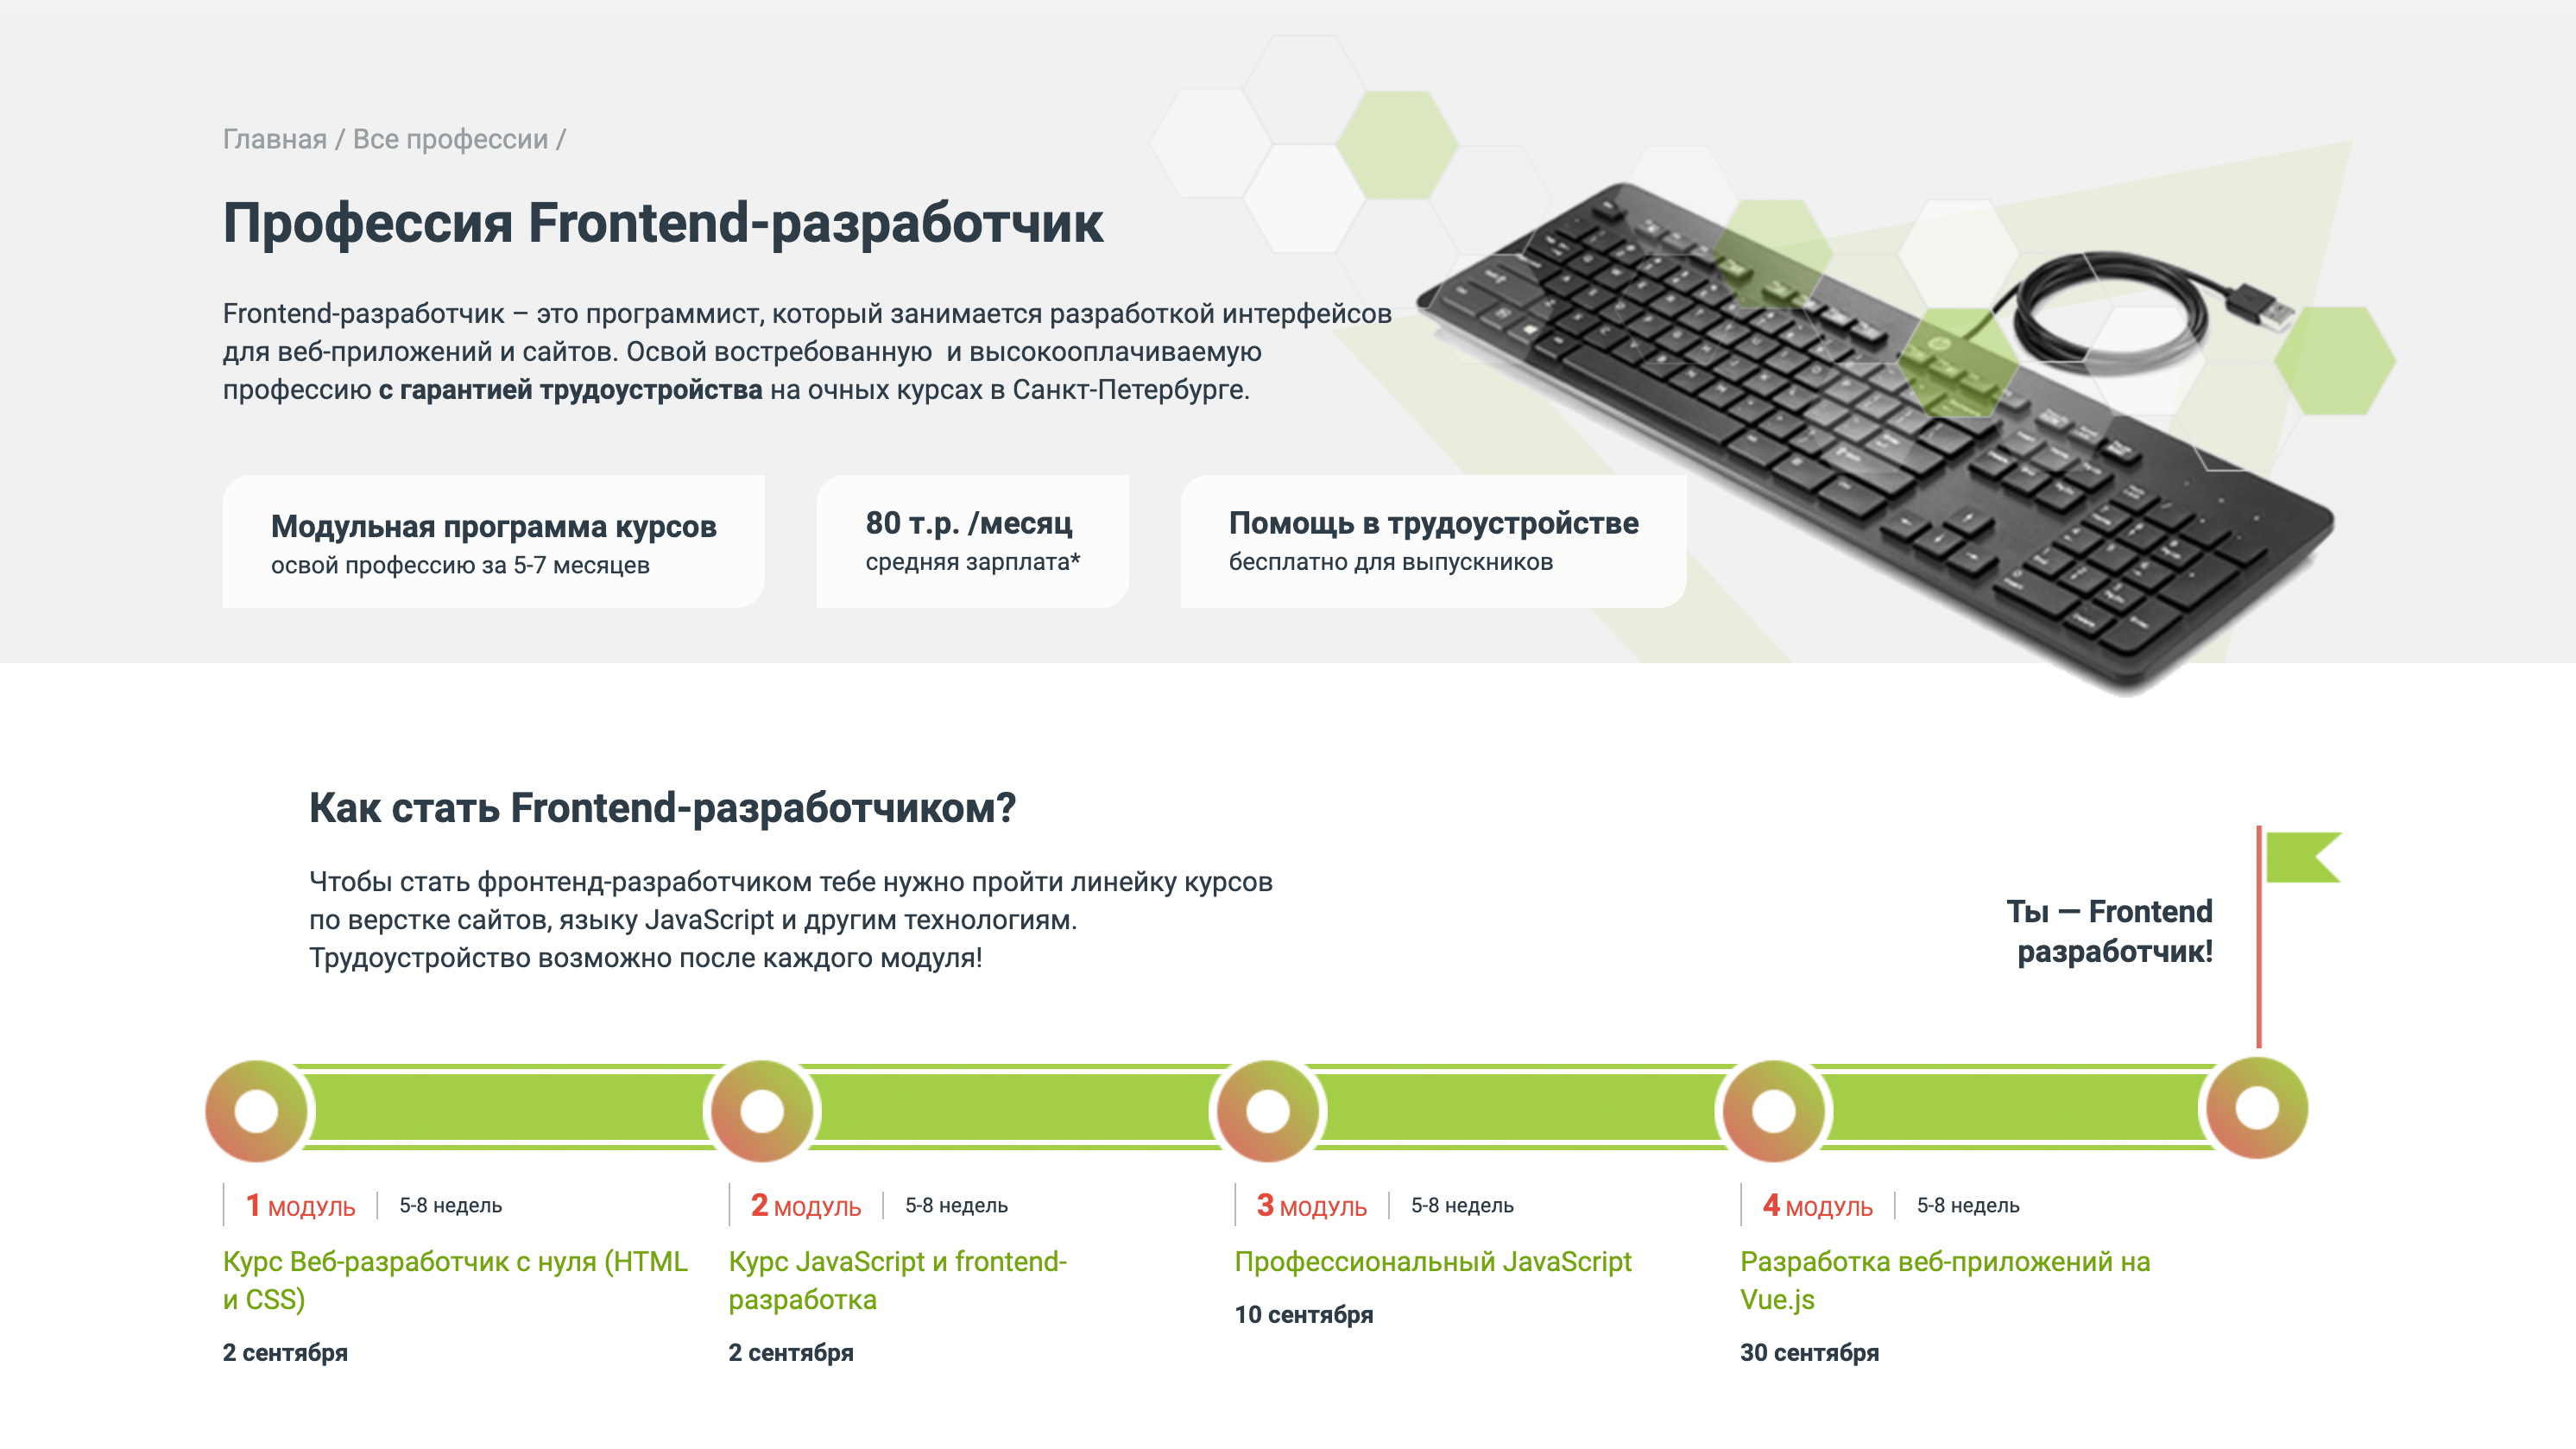 Главная / Все профессии /
Профессия Frontend-разработчик
Frontend-разработчик – это программист, который занимается разработкой интерфейсов
для веб-приложений и сайтов. Освой востребованную  и высокооплачиваемую
профессию с гарантией трудоустройства на очных курсах в Санкт-Петербурге.
Модульная программа курсов
освой профессию за 5-7 месяцев
80 т.р. /месяц
средняя зарплата*
Помощь в трудоустройстве
бесплатно для выпускников
Как стать Frontend-разработчиком?
Чтобы стать фронтенд-разработчиком тебе нужно пройти линейку курсов
по верстке сайтов, языку JavaScript и другим технологиям.
Трудоустройство возможно после каждого модуля!
Ты — Frontend
разработчик!
1 МОДУЛЬ 5-8 недель
Курс Веб-разработчик с нуля (HTML
и CSS)
2 сентября
2 МОДУЛЬ 5-8 недель
Курс JavaScript и frontend-
разработка
2 сентября
3 МОДУЛЬ 5-8 недель
Профессиональный JavaScript
10 сентября
4 МОДУЛЬ 5-8 недель
Разработка веб-приложений на
Vue.js
30 сентября